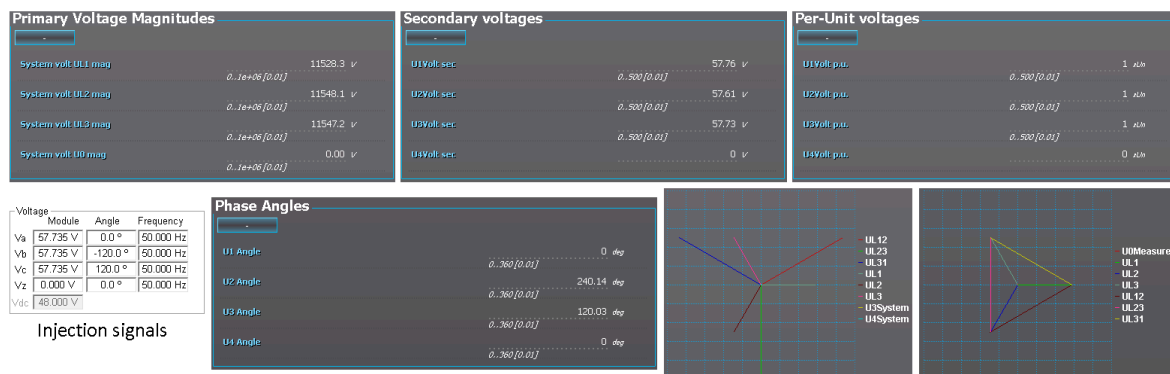 Primary Voltage Magnitudes
-
System volt UL1 mag 11528.3 V
0..1e+06 [0.01]
System volt UL2 mag 11548.1 V
0..1e+06 [0.01]
System volt UL3 mag 11547.2 V
0..1e+06 [0.01]
System volt U0 mag 0.00 V
0..1e+06 [0.01]
Secondary voltages
-
U1Volt sec 57.76 V
0..500 [0.01]
U2Volt sec 57.61 V
0..500 [0.01]
U3Volt sec 57.73 V
0..500 [0.01]
U4Volt sec 0 V
Per-Unit voltages
-
U1Volt p.u. 1 xUn
0..500 [0.01]
U2Volt p.u. 1 xUn
0..500 [0.01]
U3Volt p.u. 1 xUn
0..500 [0.01]
U4Volt p.u. 0 xUn
Voltage
Module Angle Frequency
Va 57.735 V 0.0 º 50.000 Hz
Vb 57.735 V -120.0 º 50.000 Hz
Vc 57.735 V 120.0 º 50.000 Hz
Vz 0.000 V 0.0 º 50.000 Hz
Vdc 48.000 V
Injection signals
Phase Angles
-
U1 Angle 0 deg
0..360 [0.01]
U2 Angle 240.14 deg
0..360 [0.01]
U3 Angle 120.03 deg
0..360 [0.01]
U4 Angle 0 deg
0..360 [0.01]
UL12
UL23
UL31
UL1
UL2
UL3
U3System
U4System
U0Measure
UL1
UL2
UL3
UL12
UL23
UL31